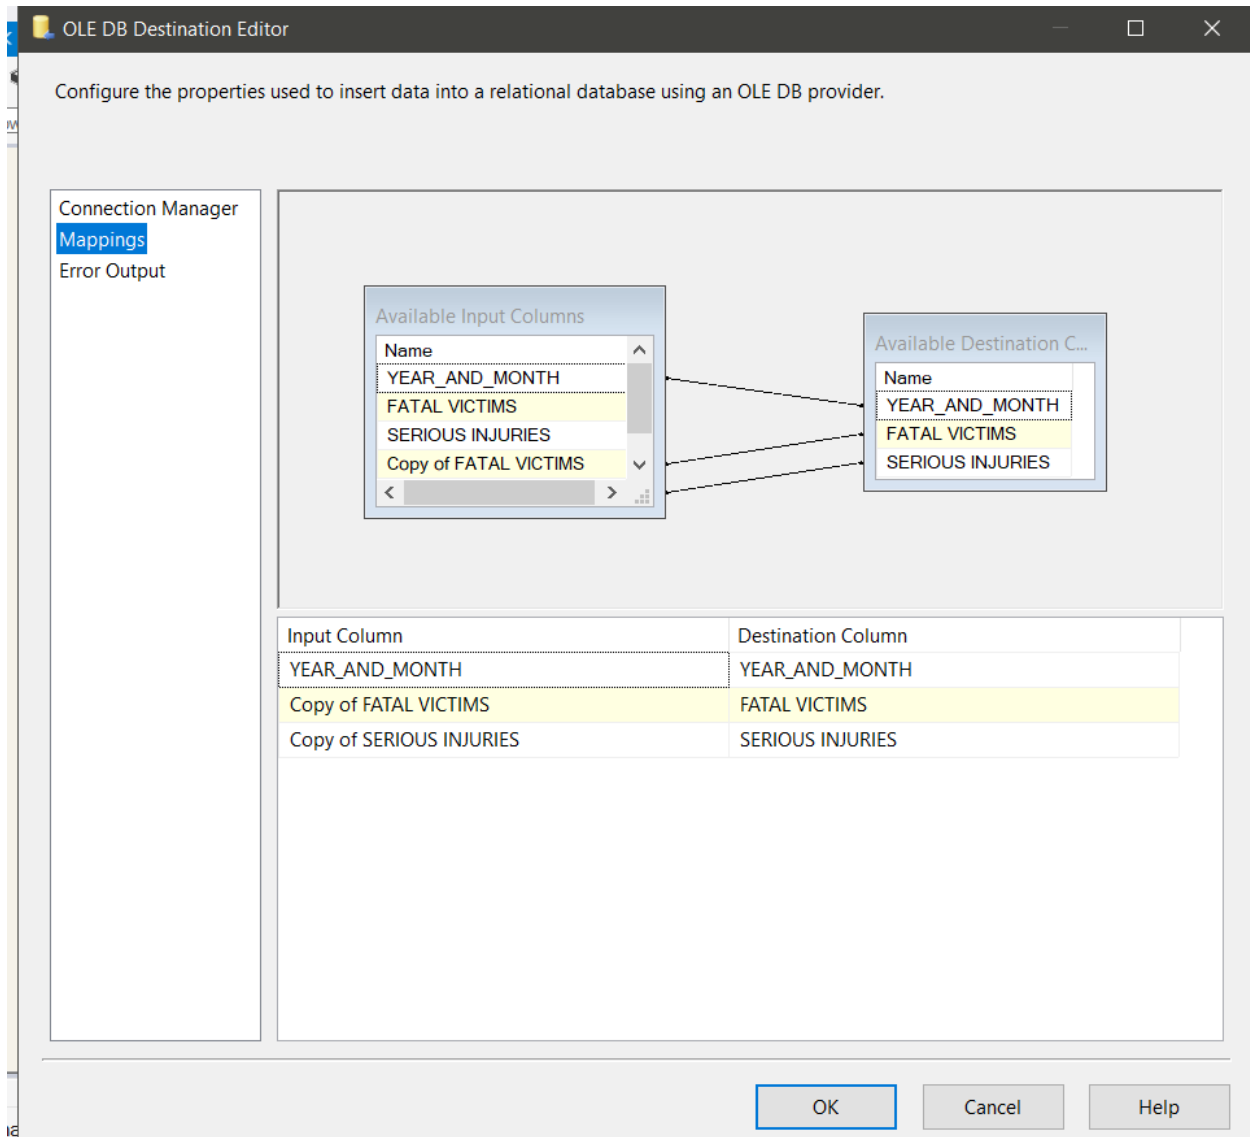 OLE DB Destination Editor
Configure the properties used to insert data into a relational database using an OLE DB provider.
Connection Manager
Mappings
Error Output
Available Input Columns
Name
YEAR_AND_MONTH
FATAL VICTIMS
SERIOUS INJURIES
Copy of FATAL VICTIMS
Available Destination C...
Name
YEAR_AND_MONTH
FATAL VICTIMS
SERIOUS INJURIES
Input Column Destination Column
YEAR_AND_MONTH YEAR_AND_MONTH
Copy of FATAL VICTIMS FATAL VICTIMS
Copy of SERIOUS INJURIES SERIOUS INJURIES
OK Cancel Help